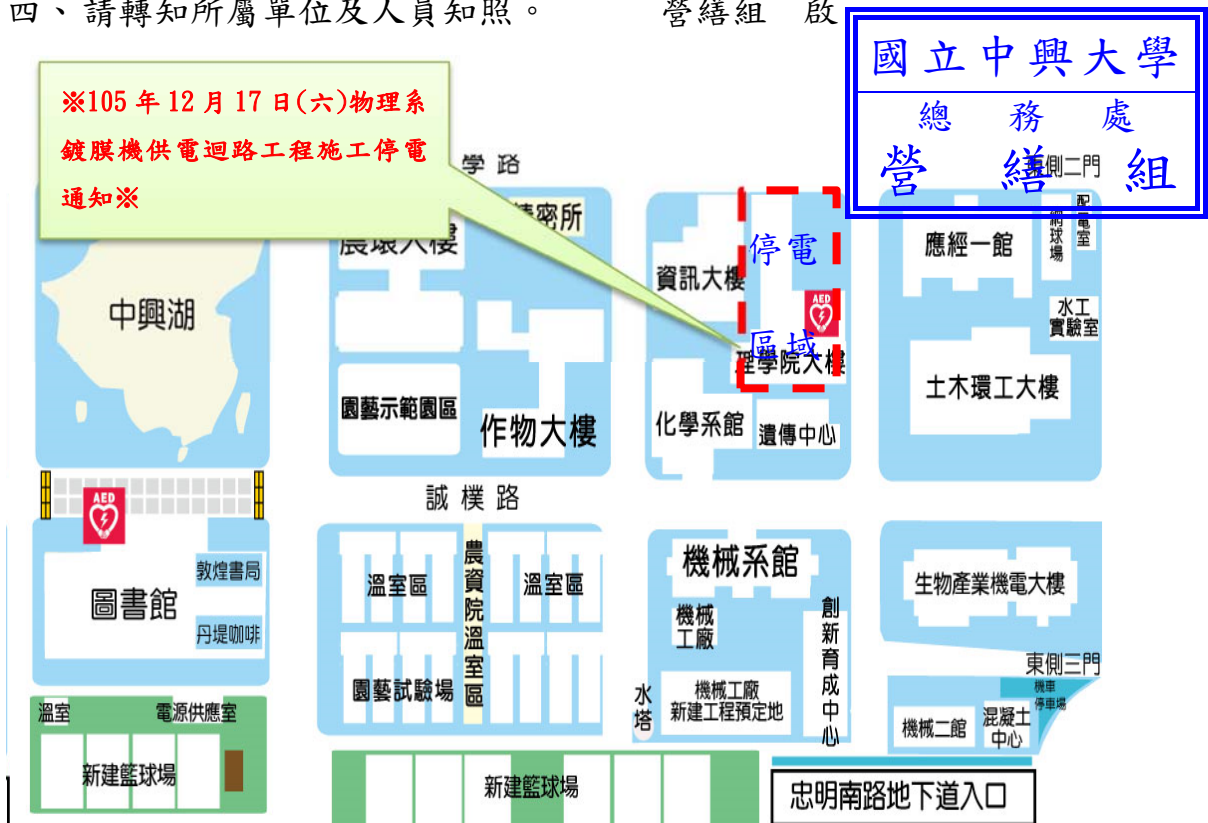 四、請轉知所屬單位及人員知照。 營繕組 啟
國立中興大學
總務處
營繕組
※105年12月17日(六)物理系
鍍膜機供電迴路工程施工停電
通知※
學路
東側二門
農環大樓
精密所
資訊大樓
停電
區域
AED
理學院大樓
應經一館
網球場
配電室
水工
實驗室
中興湖
園藝示範園區
作物大樓
化學系館
遺傳中心
土木環工大樓
誠樸路
AED
圖書館
敦煌書局
丹堤咖啡
溫室區
農資院溫室區
溫室區
園藝試驗場
機械系館
機械
工廠
創新育成中心
水塔
機械工廠
新建工程預定地
生物產業機電大樓
東側三門
機車
停車場
機械二館
混凝土
中心
溫室
電源供應室
新建籃球場
新建籃球場
忠明南路地下道入口